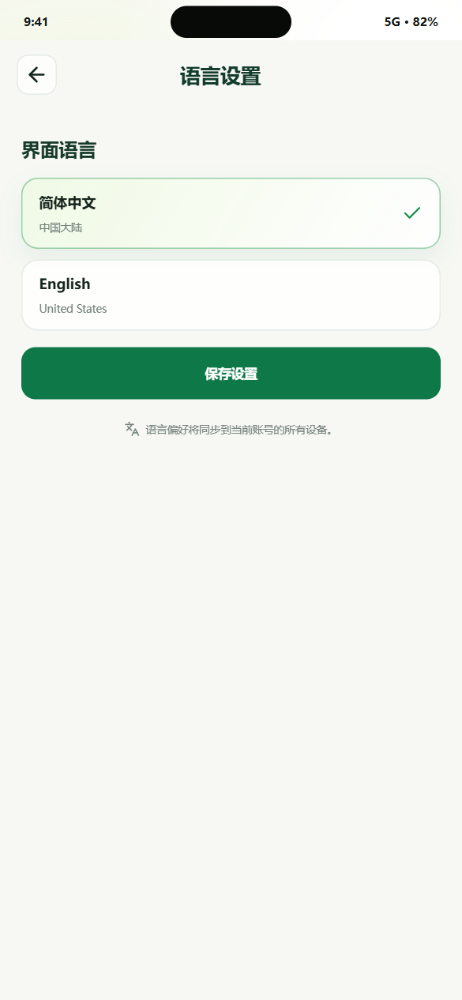 9:41
5G • 82%
语言设置
界面语言
简体中文
中国大陆
English
United States
保存设置
语言偏好将同步到当前账号的所有设备。